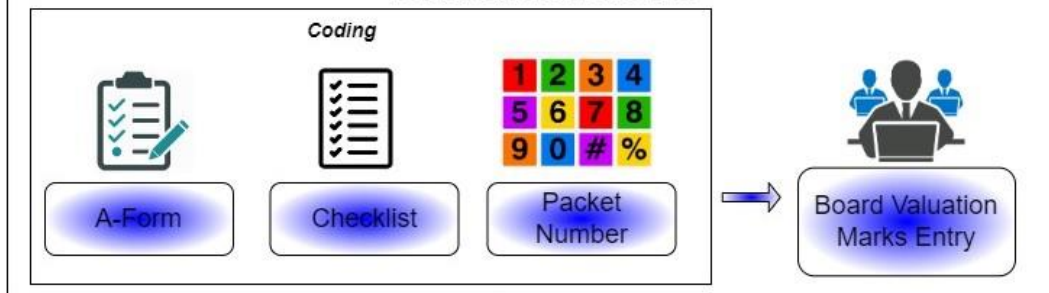 Coding
1 2 3 4
5 6 7 8
9 0 # %
A-Form
Checklist
Packet
Number
Board Valuation
Marks Entry